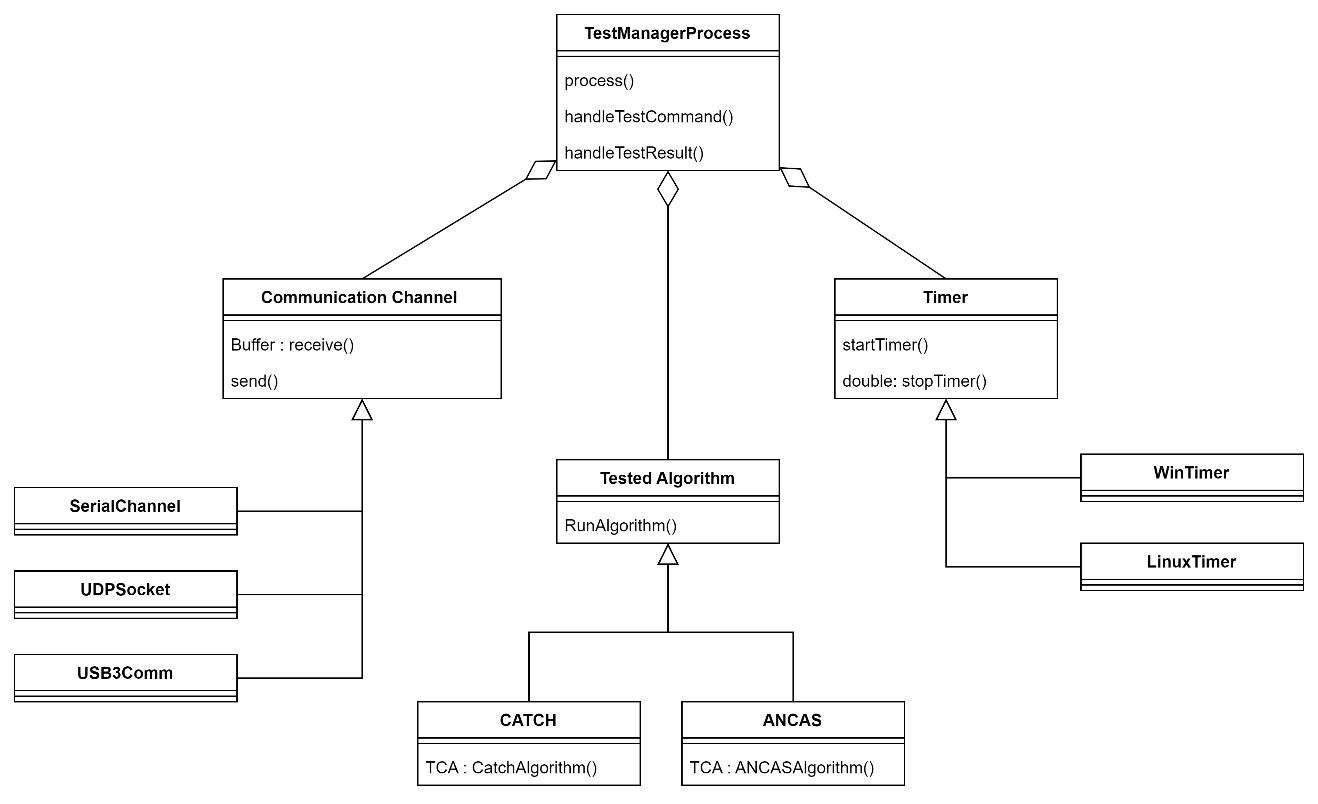 TestManagerProcess
process()
handleTestCommand()
handleTestResult()
Communication Channel
Buffer : receive()
send()
Timer
startTimer()
double: stopTimer()
Tested Algorithm
RunAlgorithm()
SerialChannel
UDPSocket
USB3Comm
WinTimer
LinuxTimer
CATCH
TCA : CatchAlgorithm()
ANCAS
TCA : ANCASAlgorithm()